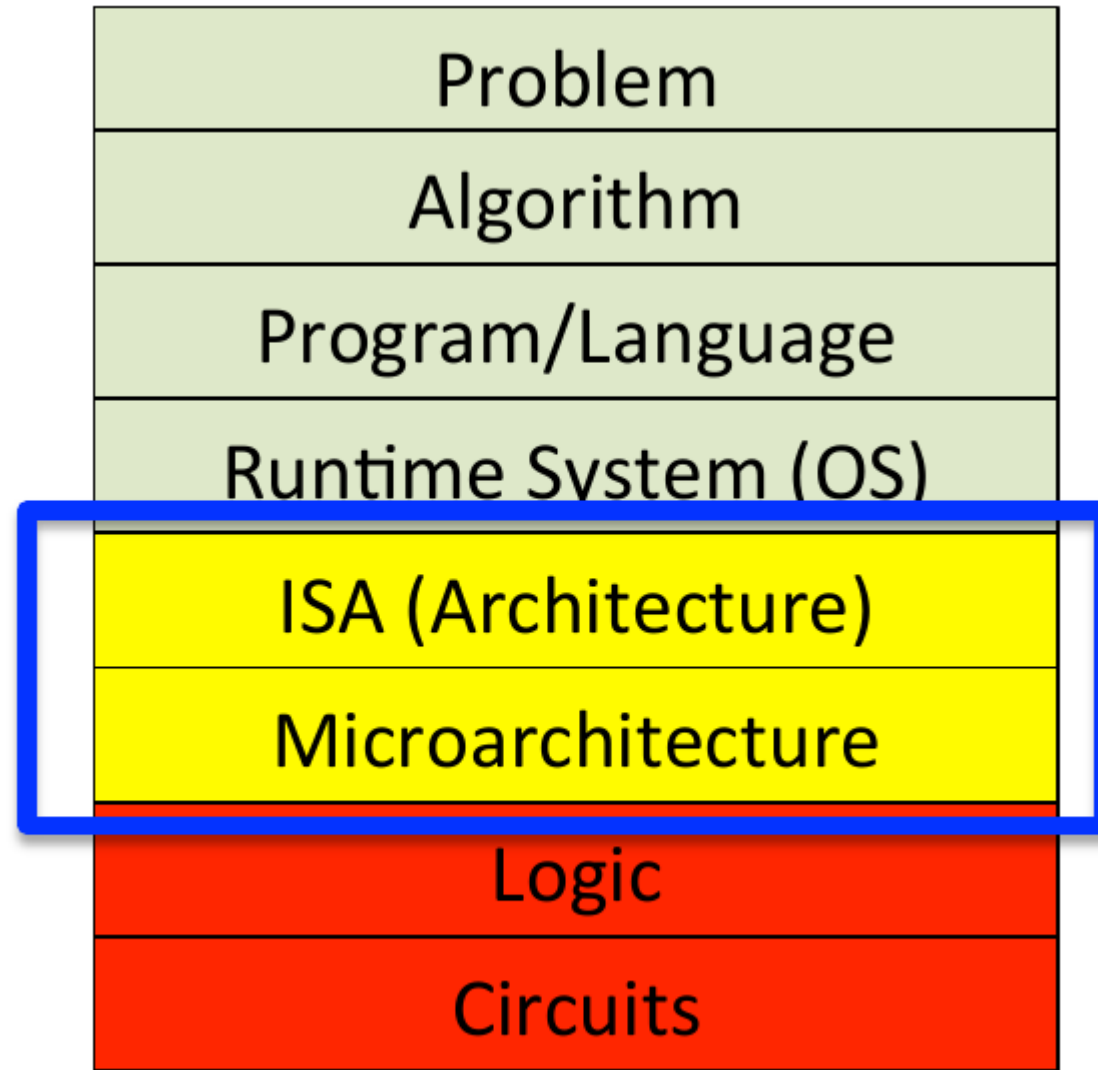 Problem
Algorithm
Program/Language
Runtime System (OS)
ISA (Architecture)
Microarchitecture
Logic
Circuits